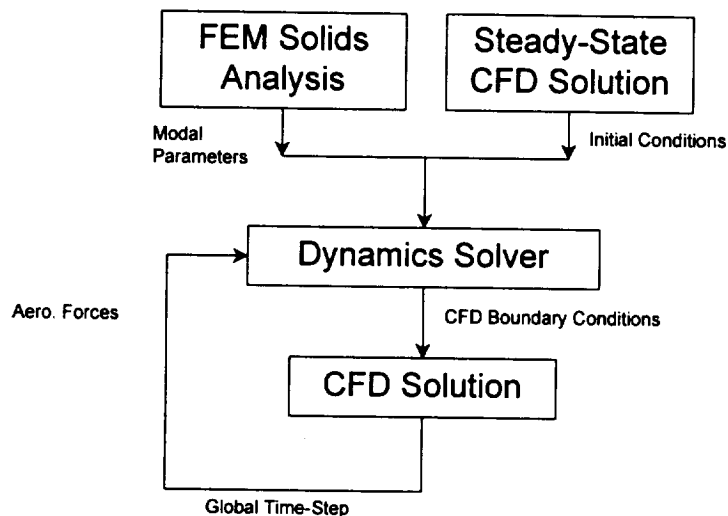 FEM Solids
Analysis
Steady-State
CFD Solution
Modal
Parameters
Initial Conditions
Dynamics Solver
Aero. Forces
CFD Boundary Conditions
CFD Solution
Global Time-Step